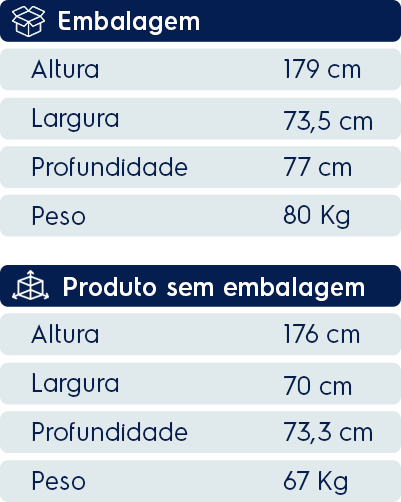 Embalagem
Altura 179 cm
Largura 73,5 cm
Profundidade 77 cm
Peso 80 Kg
Produto sem embalagem
Altura 176 cm
Largura 70 cm
Profundidade 73,3 cm
Peso 67 Kg